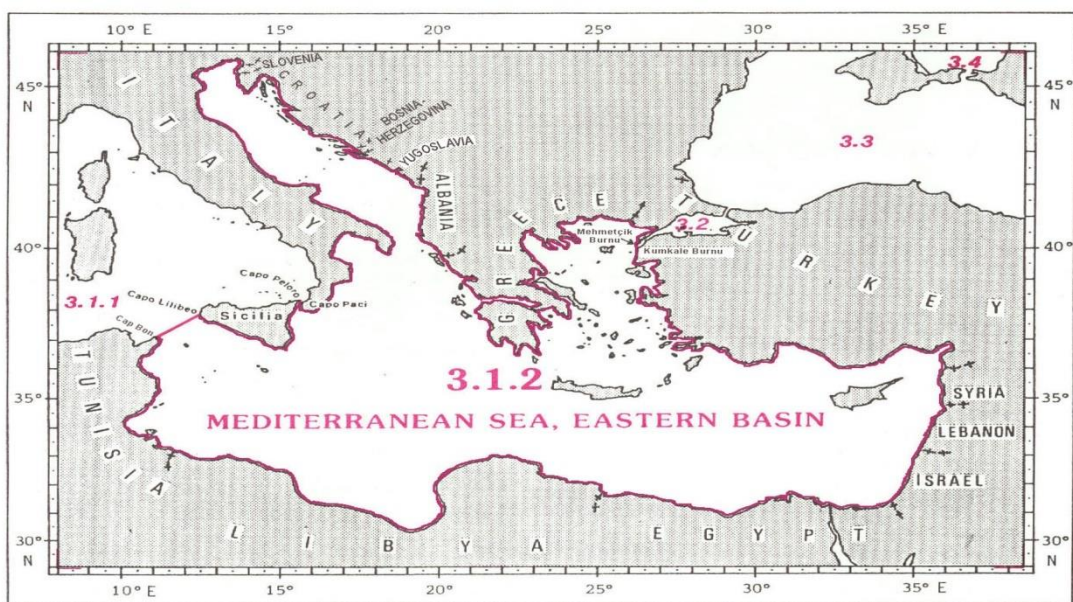 10° E 15° 20° 25° 30° 35° E
45°
N
40°
35°
30°
N
45°
N
40°
35°
30°
N
SLOVENIA
CROATIA
BOSNIA-
HERZEGOVINA
YUGOSLAVIA
ALBANIA
ITALY
GREECE
TURKEY
3.4
3.3
3.2
Mehmetçik
Burnu
Kumkale Burnu
3.1.1
Capo Peloro
Capo Lilibeo
Capo Paci
Sicilia
Cap Bon
TUNISIA
3.1.2
MEDITERRANEAN SEA, EASTERN BASIN
SYRIA
LEBANON
ISRAEL
LIBYA
EGYPT
10° E 15° 20° 25° 30° 35° E